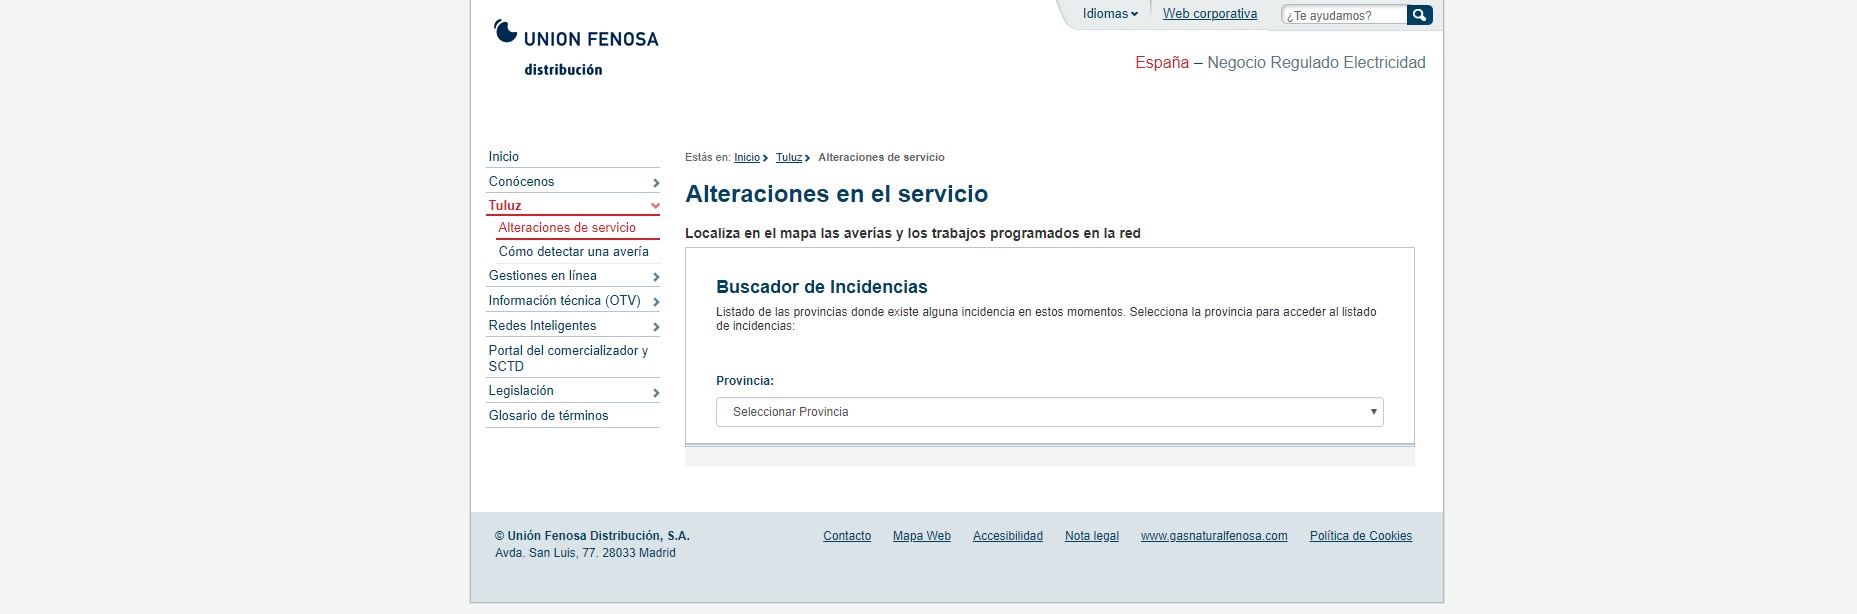 Idiomas
Web corporativa
¿Te ayudamos?
UNION FENOSA
distribución
España – Negocio Regulado Electricidad
Inicio
Conócenos
Tuluz
Alteraciones de servicio
Cómo detectar una avería
Gestiones en línea
Información técnica (OTV)
Redes Inteligentes
Portal del comercializador y
SCTD
Legislación
Glosario de términos
Estás en: Inicio Tuluz Alteraciones de servicio
Alteraciones en el servicio
Localiza en el mapa las averías y los trabajos programados en la red
Buscador de Incidencias
Listado de las provincias donde existe alguna incidencia en estos momentos. Selecciona la provincia para acceder al listado
de incidencias:
Provincia:
Seleccionar Provincia
© Unión Fenosa Distribución, S.A.
Avda. San Luis, 77. 28033 Madrid
Contacto
Mapa Web
Accesibilidad
Nota legal
www.gasnaturalfenosa.com
Política de Cookies